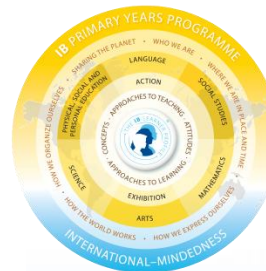 IB PRIMARY YEARS PROGRAMME
SHARING THE PLANET • WHO WE ARE • WHERE WE ARE IN PLACE AND TIME • HOW WE EXPRESS OURSELVES • HOW THE WORLD WORKS • HOW WE ORGANIZE OURSELVES
LANGUAGE
SOCIAL STUDIES
MATHEMATICS
ARTS
SCIENCE
PHYSICAL, SOCIAL AND
PERSONAL EDUCATION
ACTION
APPROACHES TO TEACHING • ATTITUDES • APPROACHES TO LEARNING • CONCEPTS
EXHIBITION
IB LEARNER
INTERNATIONAL–MINDEDNESS